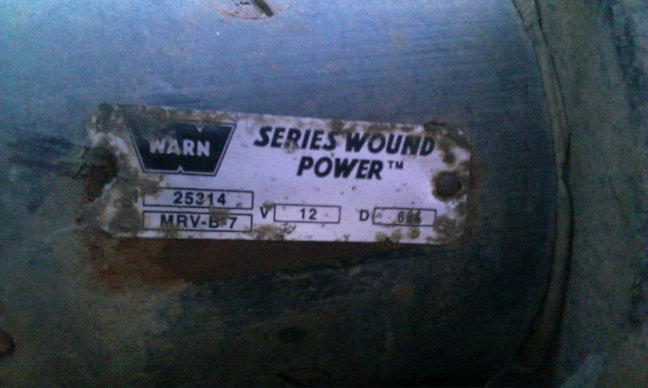 WARN
SERIES WOUND
POWER™
25314
MRV-B-7 V 12 D